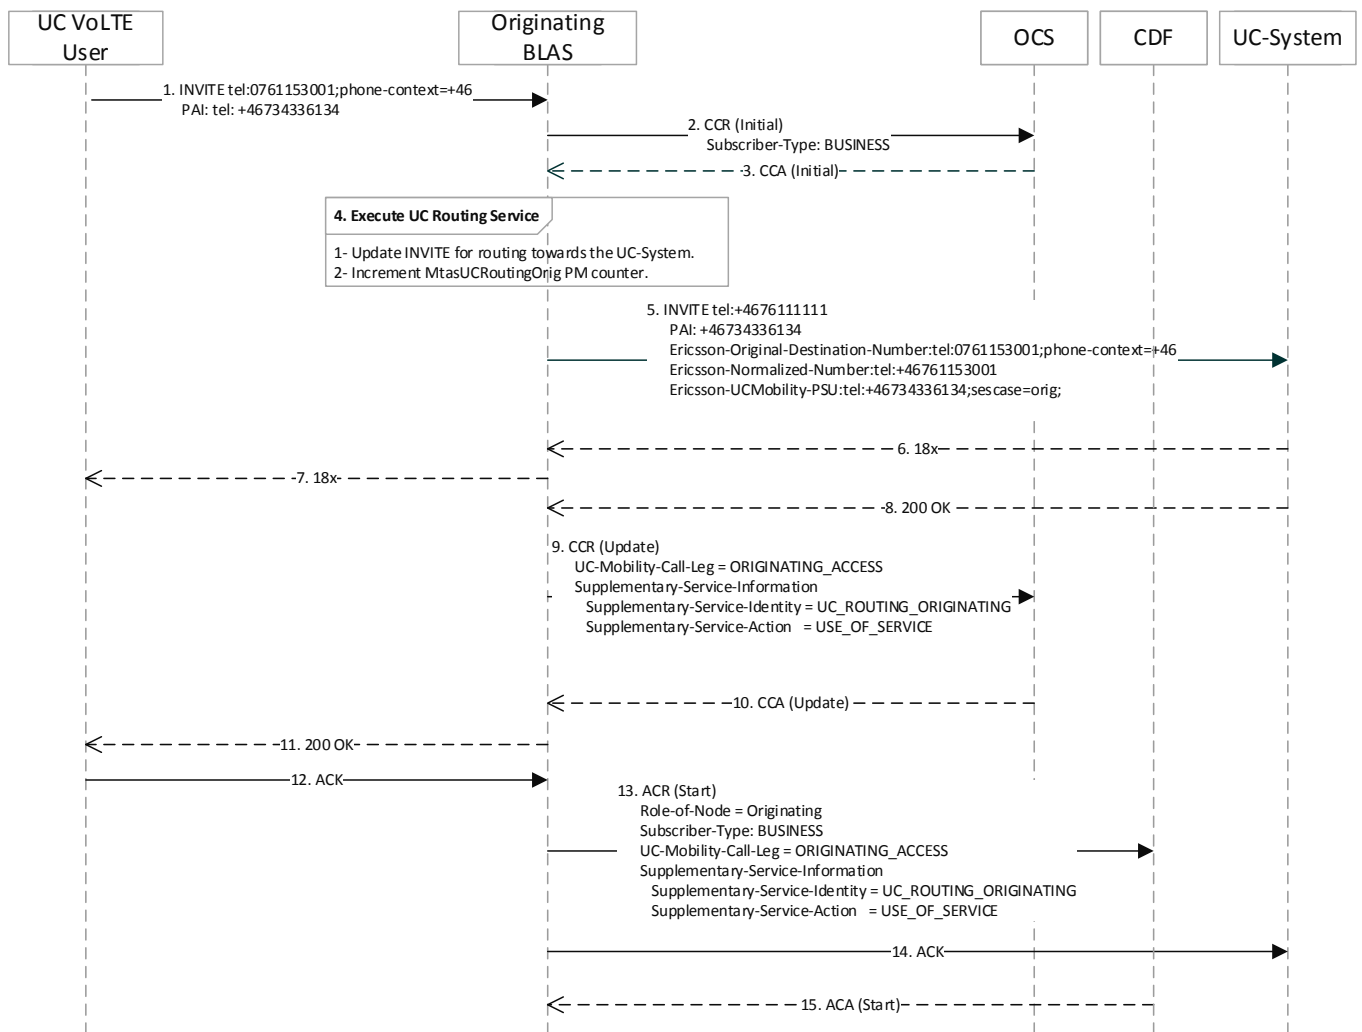 UC VoLTE
User
Originating
BLAS
OCS
CDF
UC-System
1. INVITE tel:0761153001;phone-context=+46
PAI: tel: +46734336134
2. CCR (Initial)
Subscriber-Type: BUSINESS
3. CCA (Initial)
4. Execute UC Routing Service
1- Update INVITE for routing towards the UC-System.
2- Increment MtasUCRoutingOrig PM counter.
5. INVITE tel:+4676111111
PAI: +46734336134
Ericsson-Original-Destination-Number:tel:0761153001;phone-context=+46
Ericsson-Normalized-Number:tel:+46761153001
Ericsson-UCMobility-PSU:tel:+46734336134;sescase=orig;
6. 18x
7. 18x
8. 200 OK
9. CCR (Update)
UC-Mobility-Call-Leg = ORIGINATING_ACCESS
Supplementary-Service-Information
Supplementary-Service-Identity = UC_ROUTING_ORIGINATING
Supplementary-Service-Action = USE_OF_SERVICE
10. CCA (Update)
11. 200 OK
12. ACK
13. ACR (Start)
Role-of-Node = Originating
Subscriber-Type: BUSINESS
UC-Mobility-Call-Leg = ORIGINATING_ACCESS
Supplementary-Service-Information
Supplementary-Service-Identity = UC_ROUTING_ORIGINATING
Supplementary-Service-Action = USE_OF_SERVICE
14. ACK
15. ACA (Start)